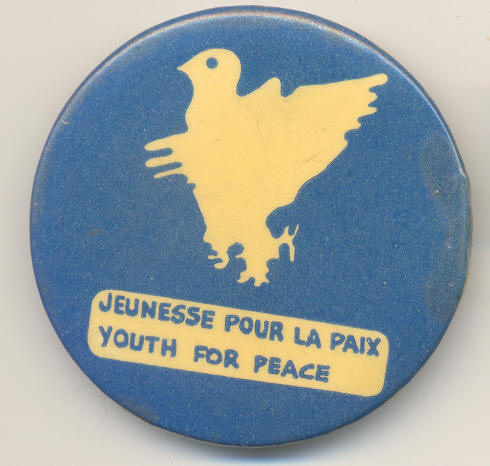 JEUNESSE POUR LA PAIX
YOUTH FOR PEACE